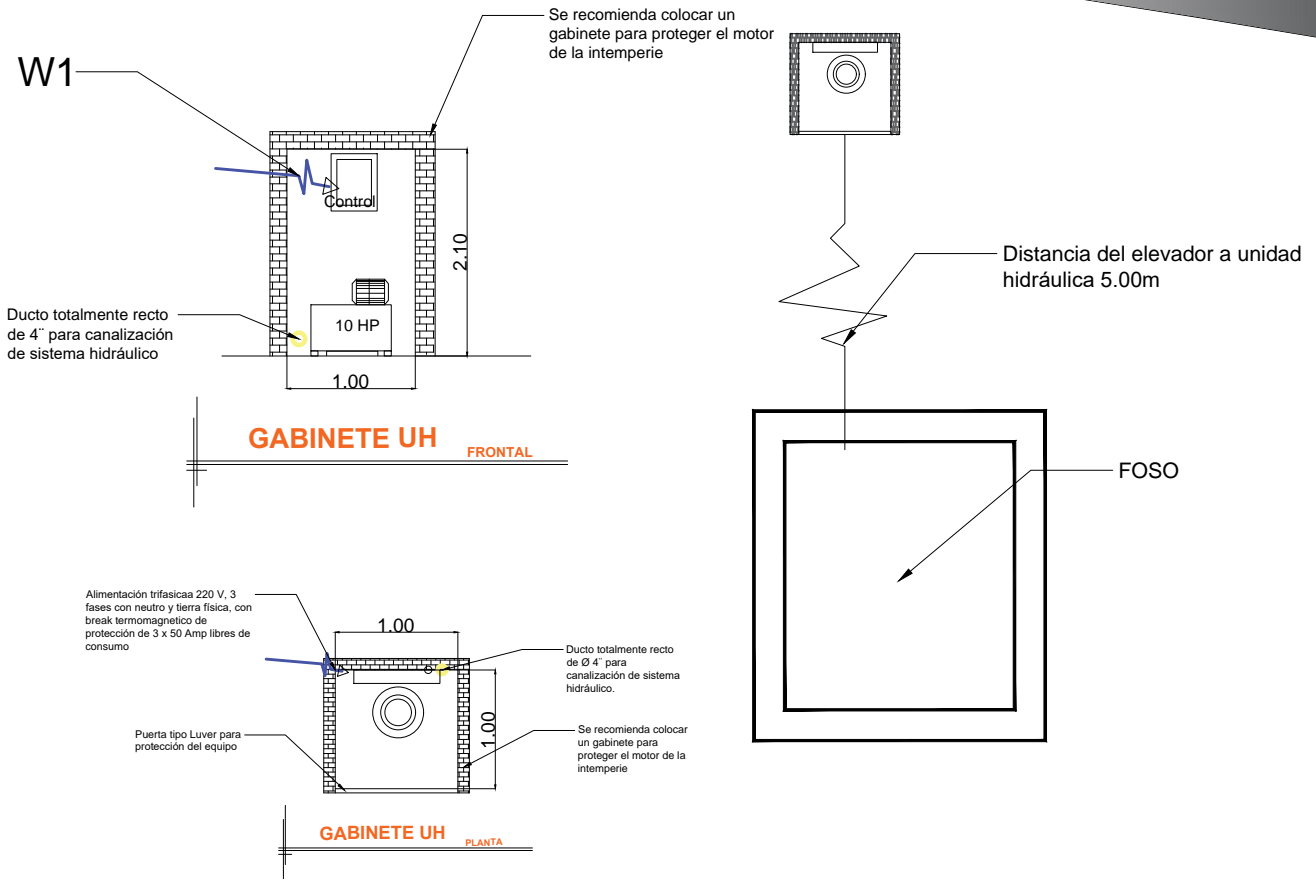 Se recomienda colocar un
gabinete para proteger el motor
de la intemperie
W1
Control
2.10
Ducto totalmente recto
de 4¨ para canalización
de sistema hidráulico
10 HP
1.00
GABINETE UH
FRONTAL
Distancia del elevador a unidad
hidráulica 5.00m
FOSO
Alimentación trifasicaa 220 V, 3
fases con neutro y tierra física, con
break termomagnetico de
protección de 3 x 50 Amp libres de
consumo
1.00
Ducto totalmente recto
de Ø 4¨ para
canalización de sistema
hidráulico.
1.00
Puerta tipo Luver para
protección del equipo
Se recomienda colocar
un gabinete para
proteger el motor de la
intemperie
GABINETE UH
PLANTA